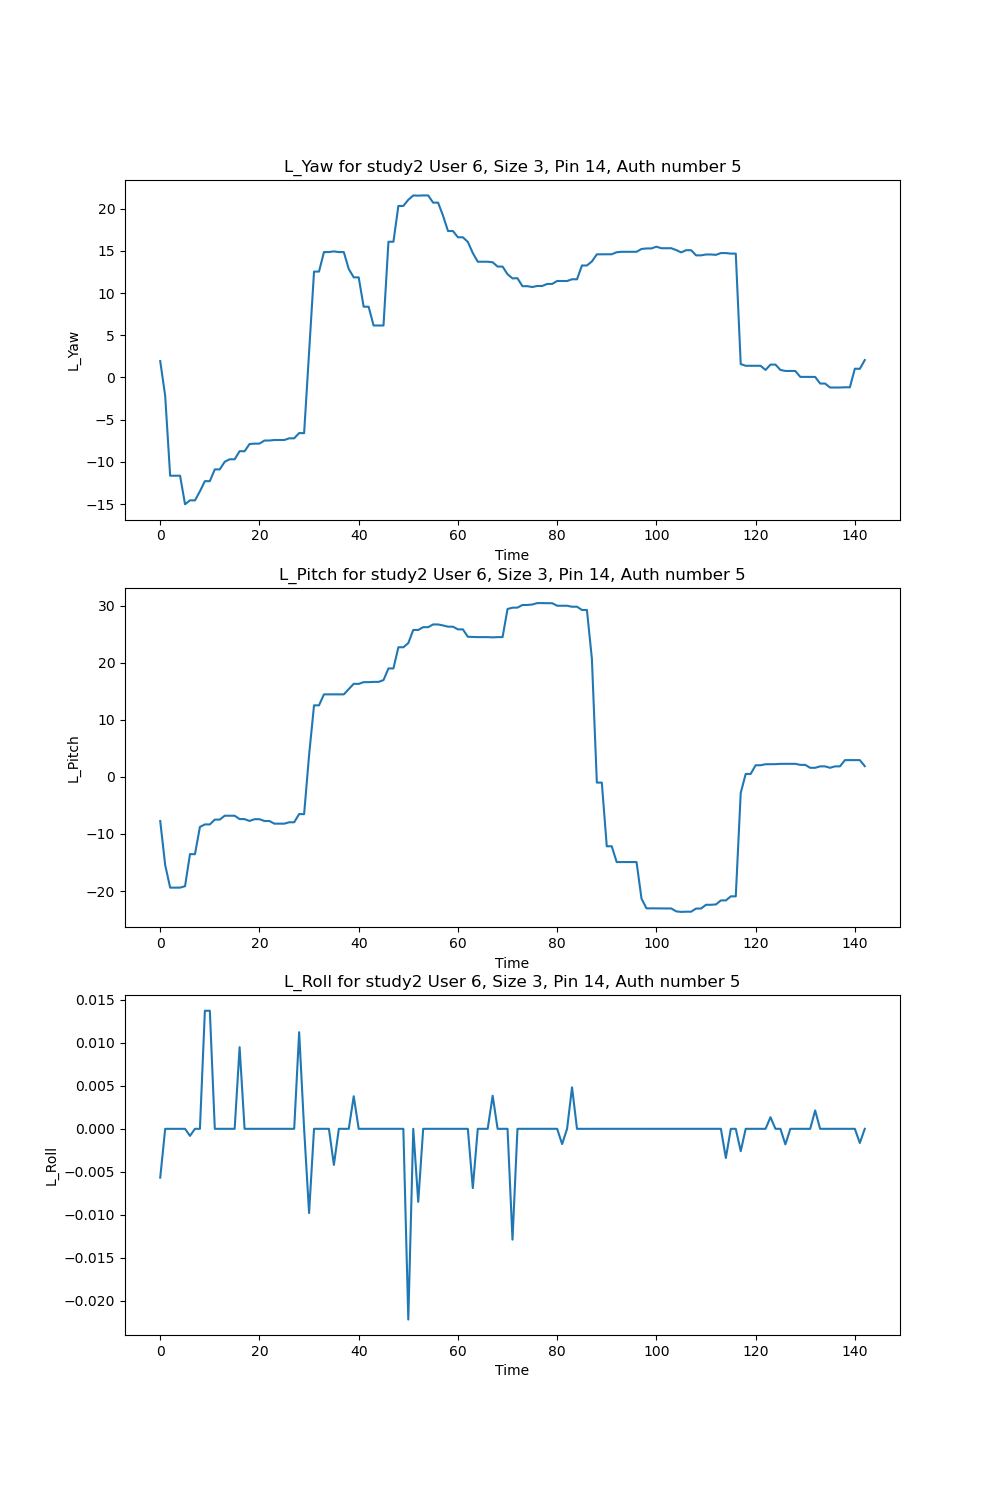 L_Yaw for study2 User 6, Size 3, Pin 14, Auth number 5
20
15
10
5
0
−5
−10
−15
L_Yaw
0 20 40 60 80 100 120 140
Time
L_Pitch for study2 User 6, Size 3, Pin 14, Auth number 5
30
20
10
0
−10
−20
L_Pitch
0 20 40 60 80 100 120 140
Time
L_Roll for study2 User 6, Size 3, Pin 14, Auth number 5
0.015
0.010
0.005
0.000
−0.005
−0.010
−0.015
−0.020
L_Roll
0 20 40 60 80 100 120 140
Time